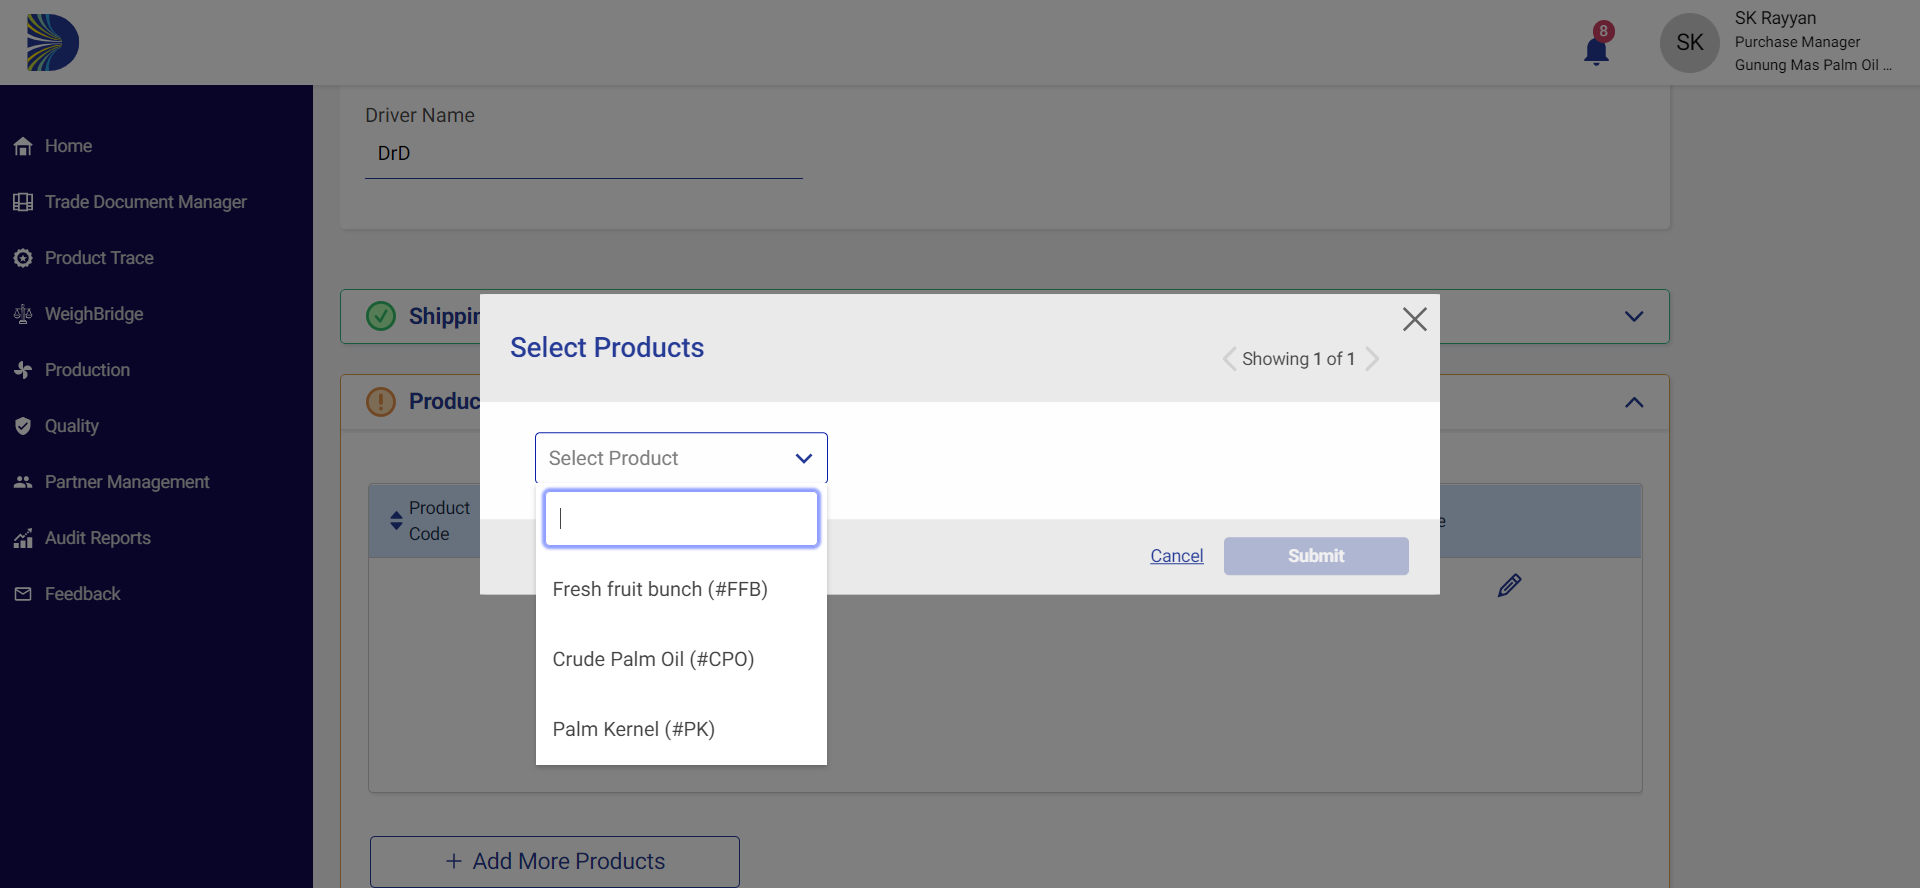 8
SK
SK Rayyan
Purchase Manager
Gunung Mas Palm Oil ...
Home
Trade Document Manager
Product Trace
WeighBridge
Production
Quality
Partner Management
Audit Reports
Feedback
Driver Name
DrD
Select Products
Showing 1 of 1
Select Product
Fresh fruit bunch (#FFB)
Crude Palm Oil (#CPO)
Palm Kernel (#PK)
Cancel
Submit
Product
Code
+ Add More Products